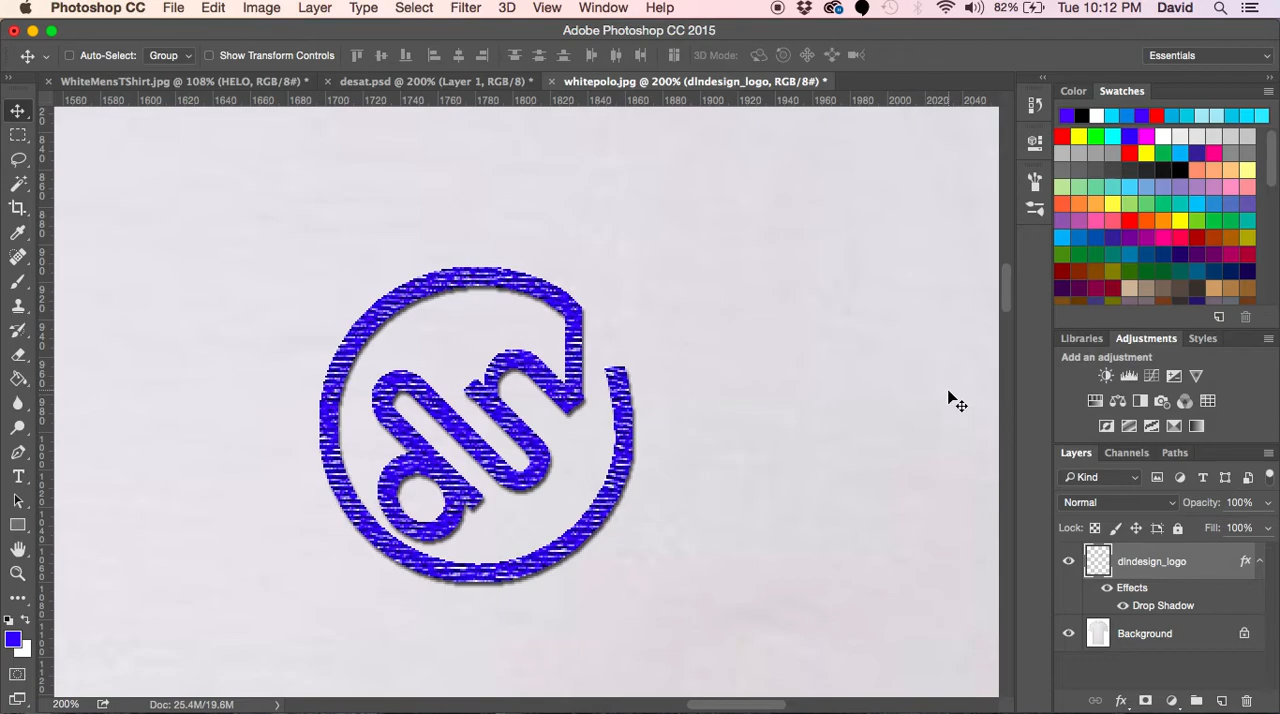 Photoshop CC File Edit Image Layer Type Select Filter 3D View Window Help 82% Tue 10:12 PM David
Adobe Photoshop CC 2015
Auto-Select: Group Show Transform Controls 3D Mode: Essentials
WhiteMensTShirt.jpg @ 108% (HELO, RGB/8#) * desat.psd @ 200% (Layer 1, RGB/8#) * whitepolo.jpg @ 200% (dlndesign_logo, RGB/8#) *
1560 1580 1600 1620 1640 1660 1680 1700 1720 1740 1760 1780 1800 1820 1840 1860 1880 1900 1920 1940 1960 1980 2000 2020 2040
Color Swatches
dln
Libraries Adjustments Styles
Add an adjustment
Layers Channels Paths
Kind
Normal Opacity: 100%
Lock: Fill: 100%
dlndesign_logo fx
Effects
Drop Shadow
Background
200% Doc: 25.4M/19.6M